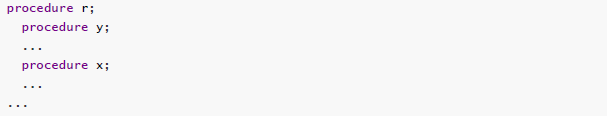 procedure r;
  procedure y;
  ...
  procedure x;
  ...
...